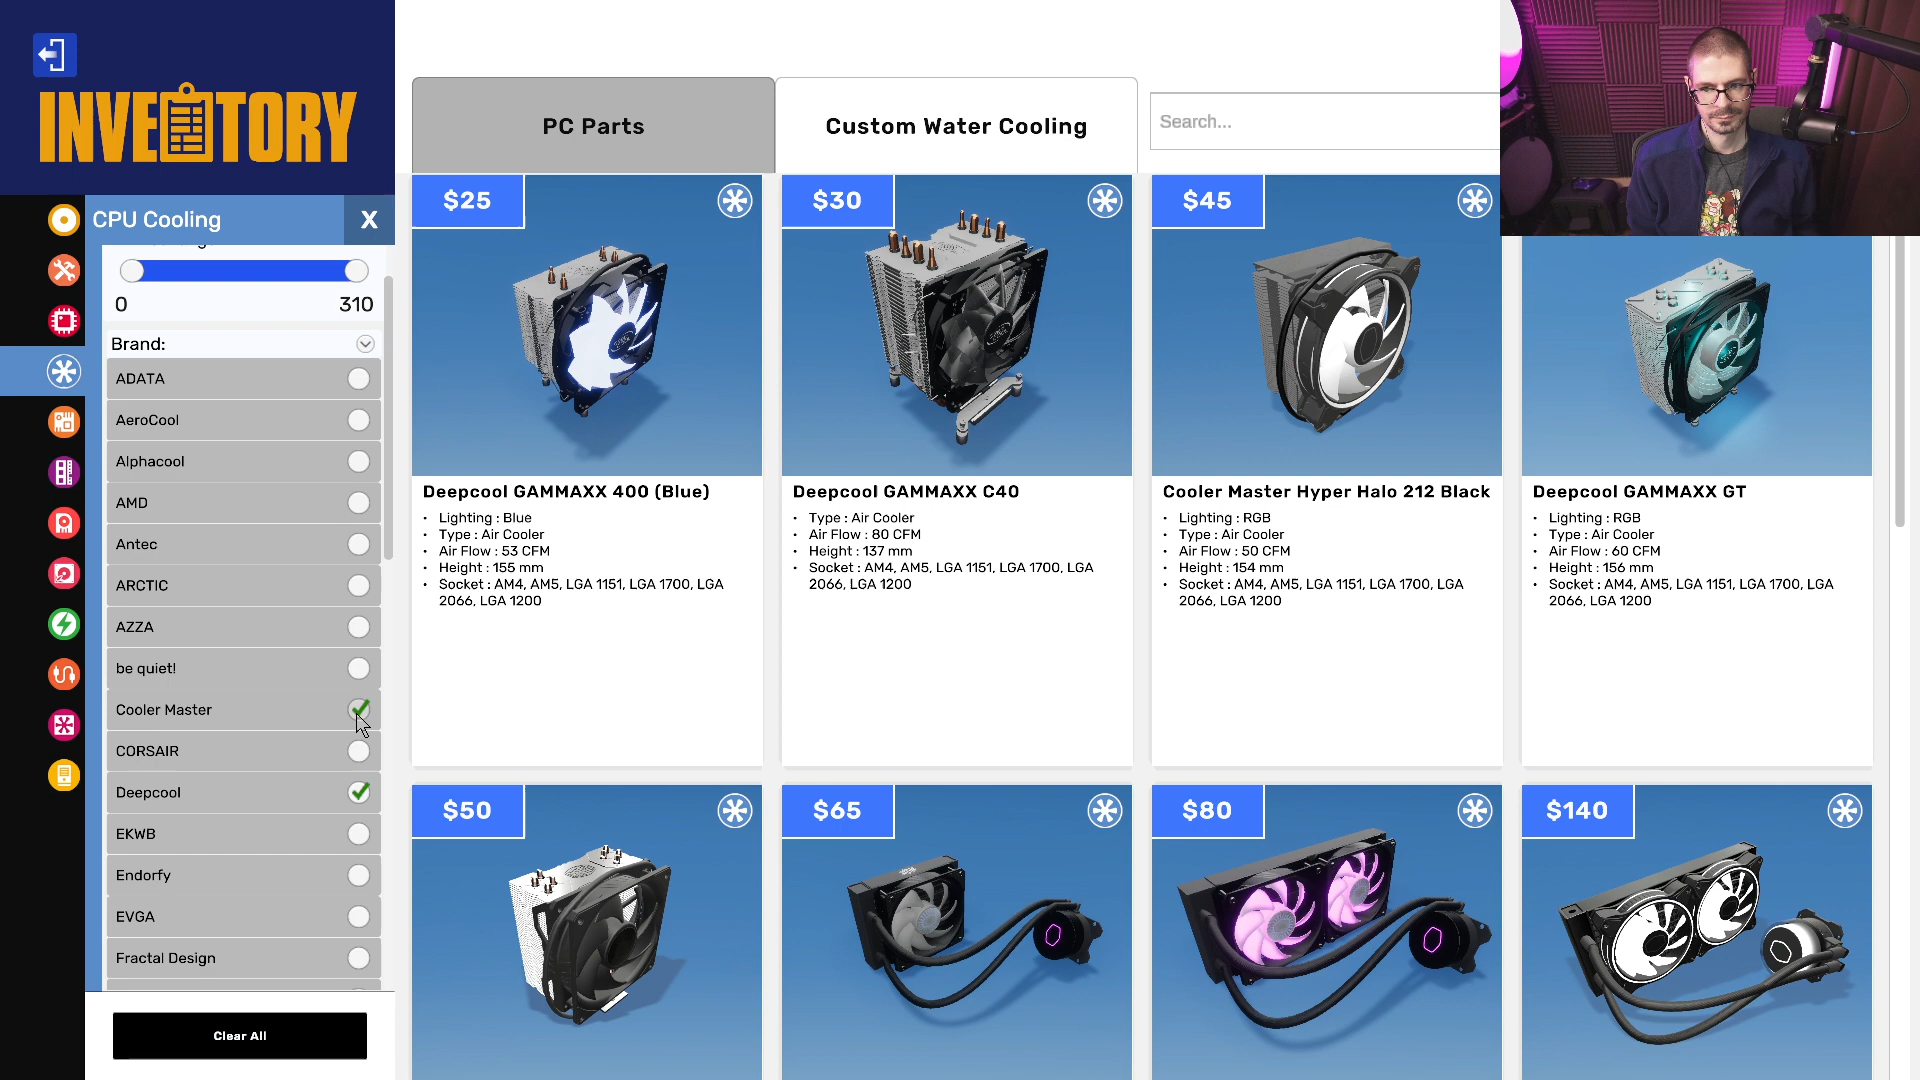 INVENTORY
PC Parts
Custom Water Cooling
Search...
CPU Cooling
X
0
310
Brand:
ADATA
AeroCool
Alphacool
AMD
Antec
ARCTIC
AZZA
be quiet!
Cooler Master
CORSAIR
Deepcool
EKWB
Endorfy
EVGA
Fractal Design
Clear All
$25
Deepcool GAMMAXX 400 (Blue)
• Lighting : Blue
• Type : Air Cooler
• Air Flow : 53 CFM
• Height : 155 mm
• Socket : AM4, AM5, LGA 1151, LGA 1700, LGA
2066, LGA 1200
$30
Deepcool GAMMAXX C40
• Type : Air Cooler
• Air Flow : 80 CFM
• Height : 137 mm
• Socket : AM4, AM5, LGA 1151, LGA 1700, LGA
2066, LGA 1200
$45
Cooler Master Hyper Halo 212 Black
• Lighting : RGB
• Type : Air Cooler
• Air Flow : 50 CFM
• Height : 154 mm
• Socket : AM4, AM5, LGA 1151, LGA 1700, LGA
2066, LGA 1200
Deepcool GAMMAXX GT
• Lighting : RGB
• Type : Air Cooler
• Air Flow : 60 CFM
• Height : 156 mm
• Socket : AM4, AM5, LGA 1151, LGA 1700, LGA
2066, LGA 1200
$50
$65
$80
$140